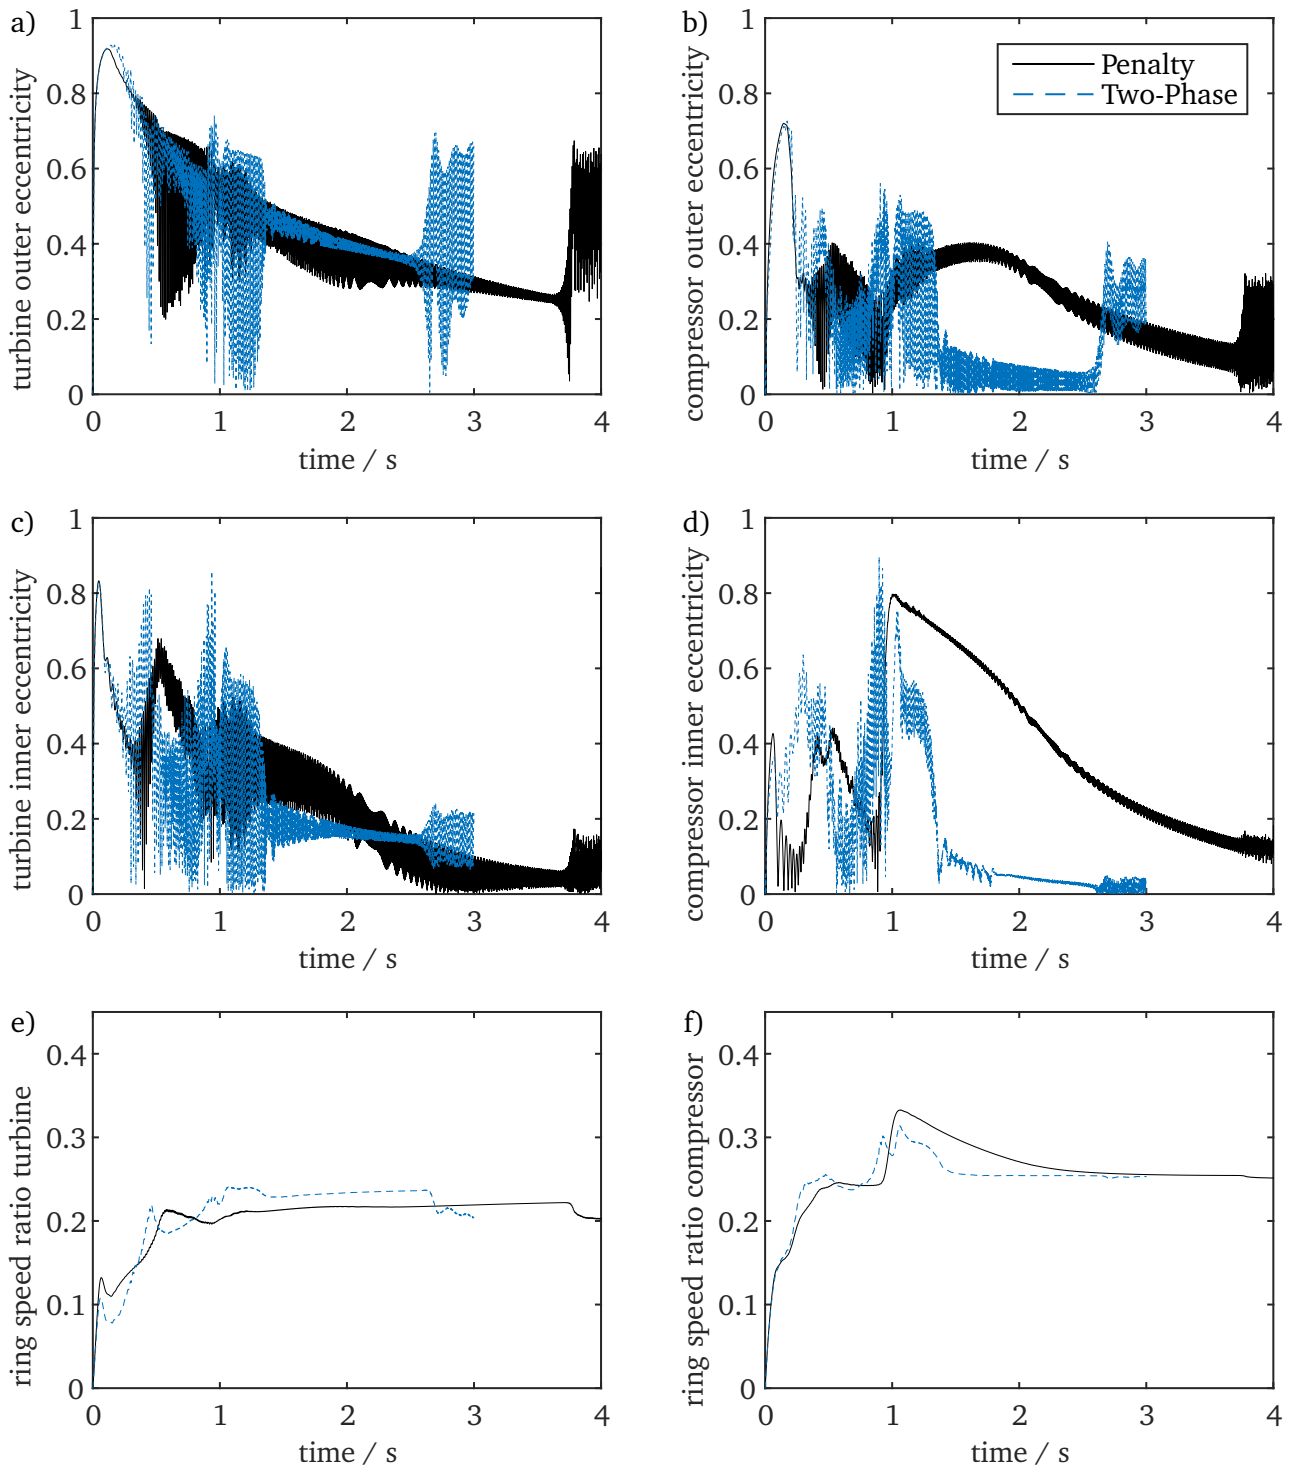 a)
turbine outer eccentricity
1
0.8
0.6
0.4
0.2
0
0 1 2 3 4
time / s
b)
compressor outer eccentricity
1
0.8
0.6
0.4
0.2
0
Penalty
Two-Phase
0 1 2 3 4
time / s
c)
turbine inner eccentricity
1
0.8
0.6
0.4
0.2
0
0 1 2 3 4
time / s
d)
compressor inner eccentricity
1
0.8
0.6
0.4
0.2
0
0 1 2 3 4
time / s
e)
ring speed ratio turbine
0.4
0.3
0.2
0.1
0
0 1 2 3 4
time / s
f)
ring speed ratio compressor
0.4
0.3
0.2
0.1
0
0 1 2 3 4
time / s